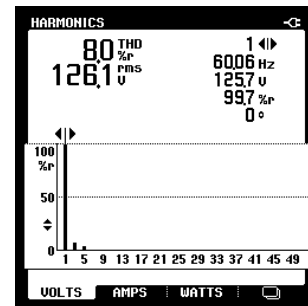 HARMONICS
8.0 THD %r
126.1 rms V
1
60.06 Hz
125.7 V
99.7 %r
0 °
100
%r
50
0
1 5 9 13 17 21 25 29 33 37 41 45 49
VOLTS AMPS WATTS